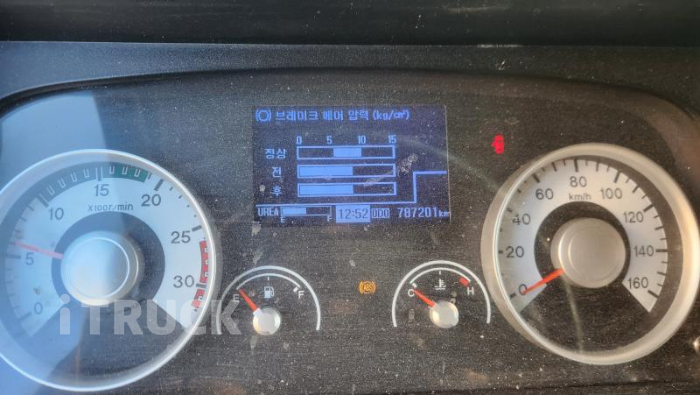 (O) 브레이크 에어 압력 (kg/cm²)
0 5 10 15
정상
전
후
UREA 12:52 ODO 787201km
0 5 10 15 20 25 30
X100r/min
E F
C H
0 20 40 60 80 100 120 140 160
km/h
iTRUCK